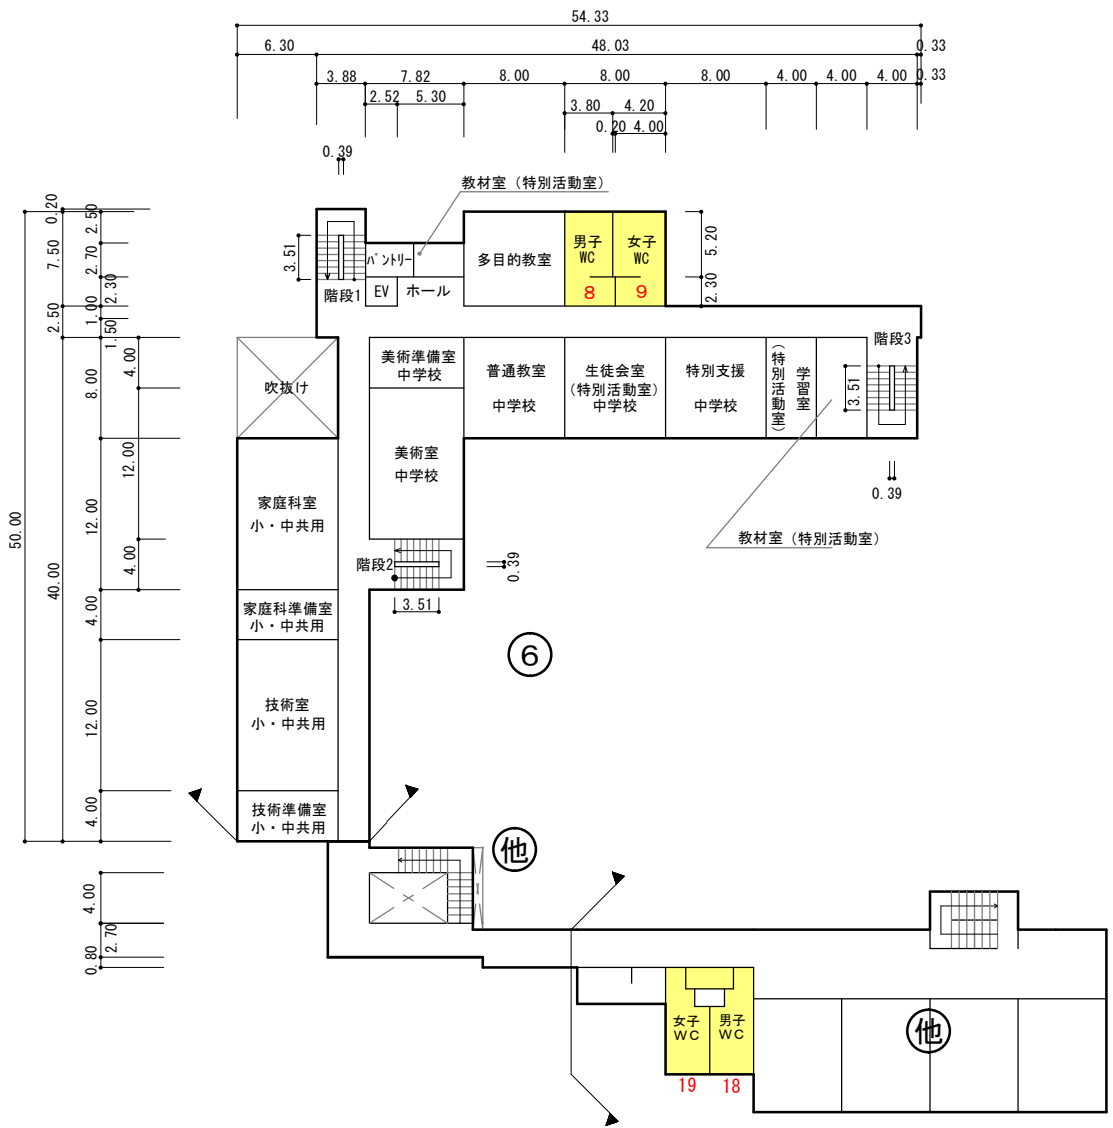 54.33
6.30
48.03
0.33
3.88
7.82
8.00
8.00
8.00
4.00
4.00
4.00
0.33
2.52
5.30
3.80
4.20
0.20
4.00
0.39
教材室（特別活動室）
0.20
2.50
7.50
2.70
2.30
2.50
1.00
1.50
3.51
パントリー
階段1
EV
ホール
多目的教室
男子
WC
8
女子
WC
9
5.20
2.30
50.00
40.00
8.00
4.00
12.00
12.00
4.00
4.00
12.00
4.00
吹抜け
美術準備室
中学校
普通教室
中学校
生徒会室
（特別活動室）
中学校
特別支援
中学校
学習室
（特別活動室）
階段3
3.51
0.39
教材室（特別活動室）
美術室
中学校
家庭科室
小・中共用
階段2
0.39
3.51
家庭科準備室
小・中共用
6
技術室
小・中共用
技術準備室
小・中共用
他
4.00
2.70
0.80
女子
WC
男子
WC
19
18
他